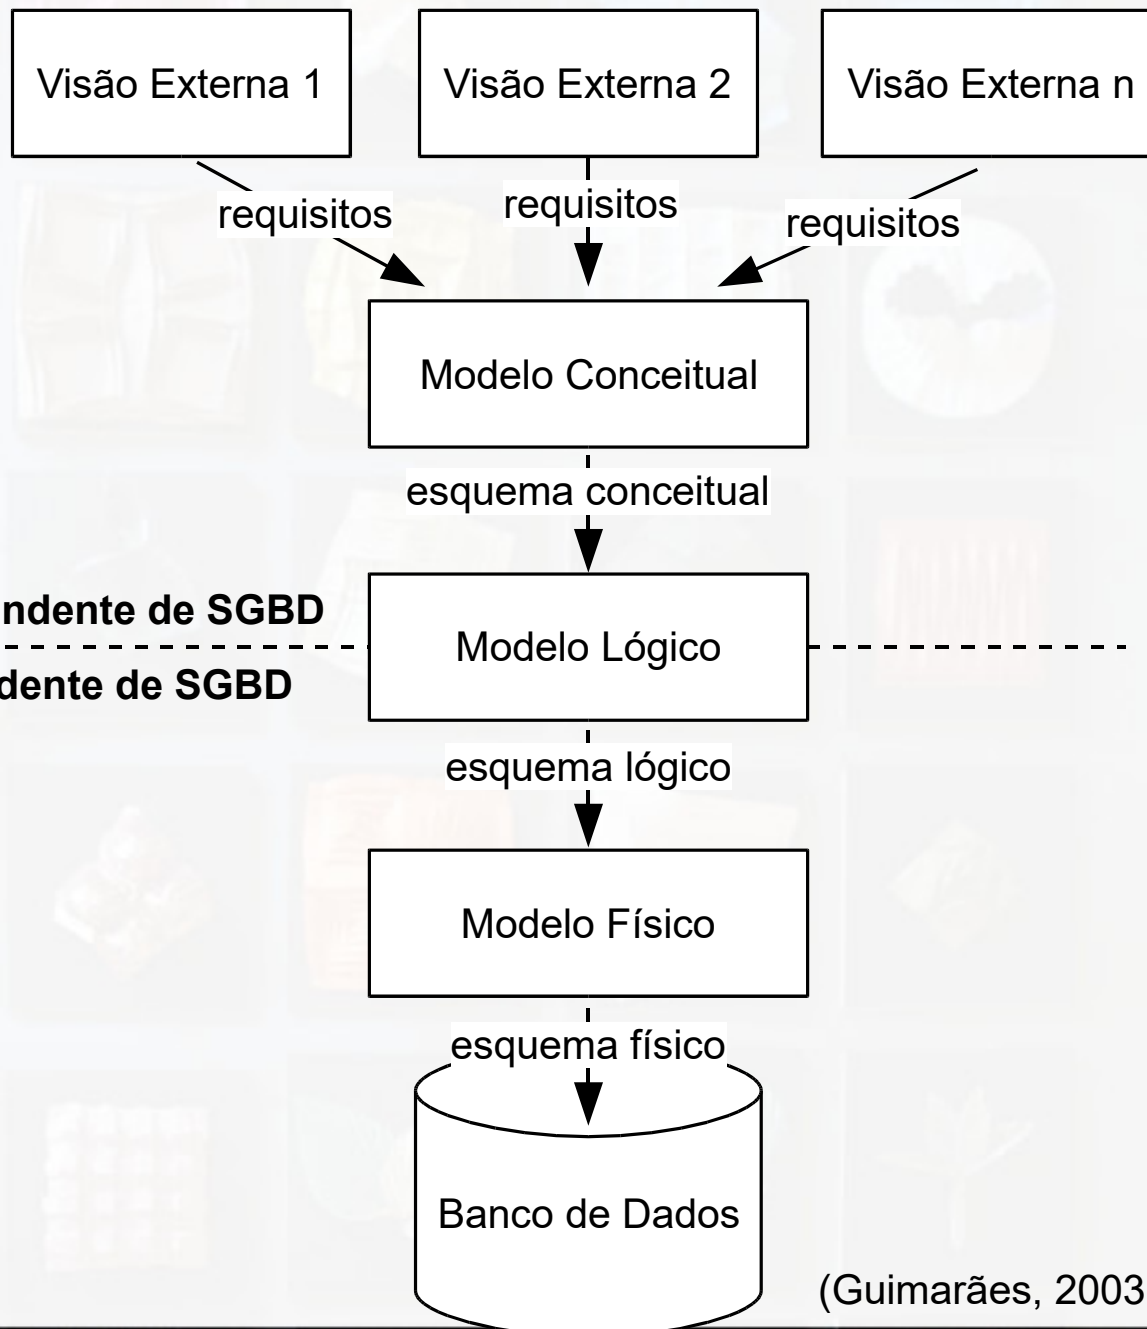 Visão Externa 1
Visão Externa 2
Visão Externa n
requisitos
requisitos
requisitos
Modelo Conceitual
esquema conceitual
ndente de SGBD
Modelo Lógico
dente de SGBD
esquema lógico
Modelo Físico
esquema físico
Banco de Dados
(Guimarães, 2003